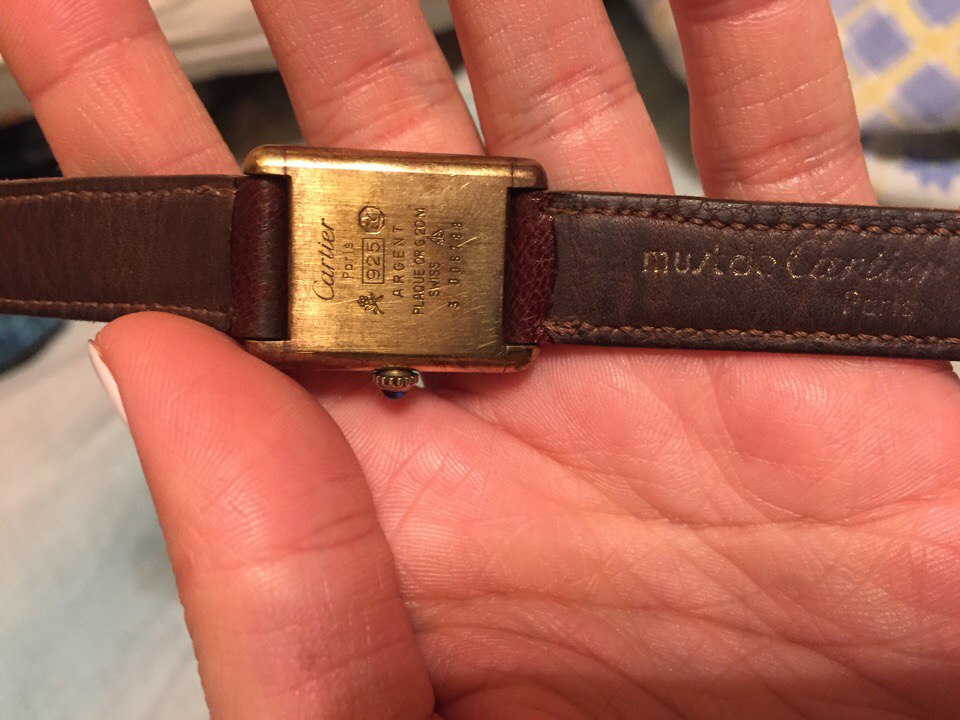 Cartier
Paris
925
ARGENT
PLAQUE OR G 20M
SWISS
must de Cartier
Paris